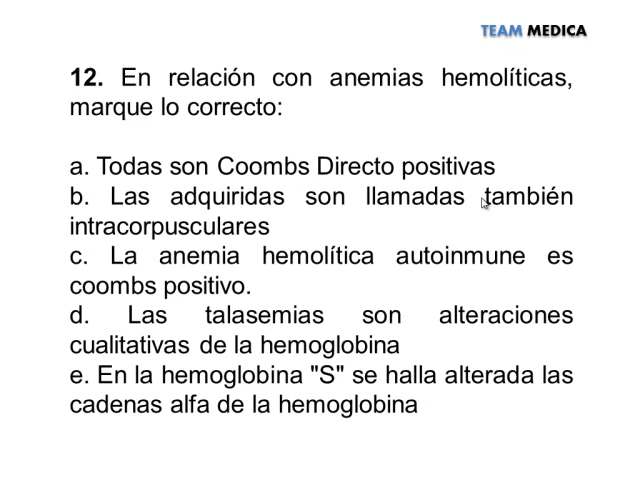 TEAM MEDICA
12. En relación con anemias hemolíticas,
marque lo correcto:
a. Todas son Coombs Directo positivas
b. Las adquiridas son llamadas también
intracorpusculares
c. La anemia hemolítica autoinmune es
coombs positivo.
d. Las talasemias son alteraciones
cualitativas de la hemoglobina
e. En la hemoglobina "S" se halla alterada las
cadenas alfa de la hemoglobina